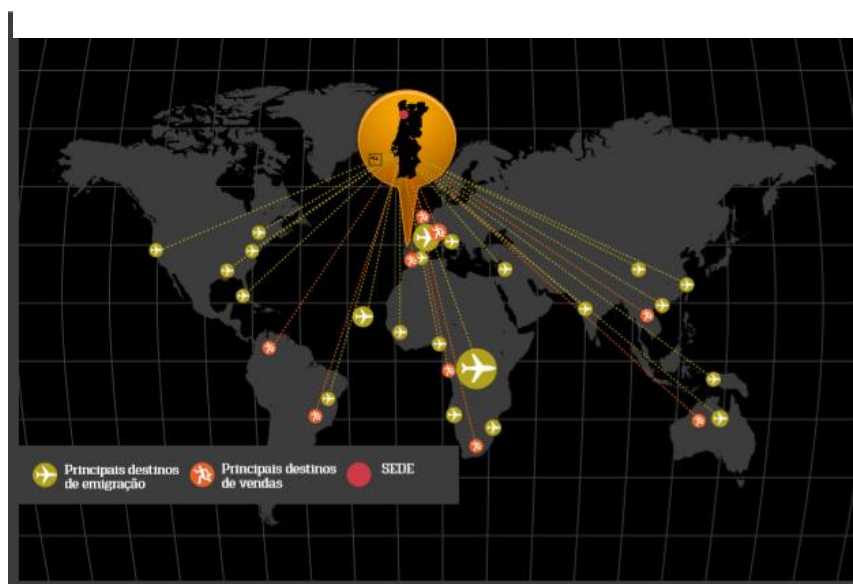 Principais destinos
de emigração
Principais destinos
de vendas
SEDE